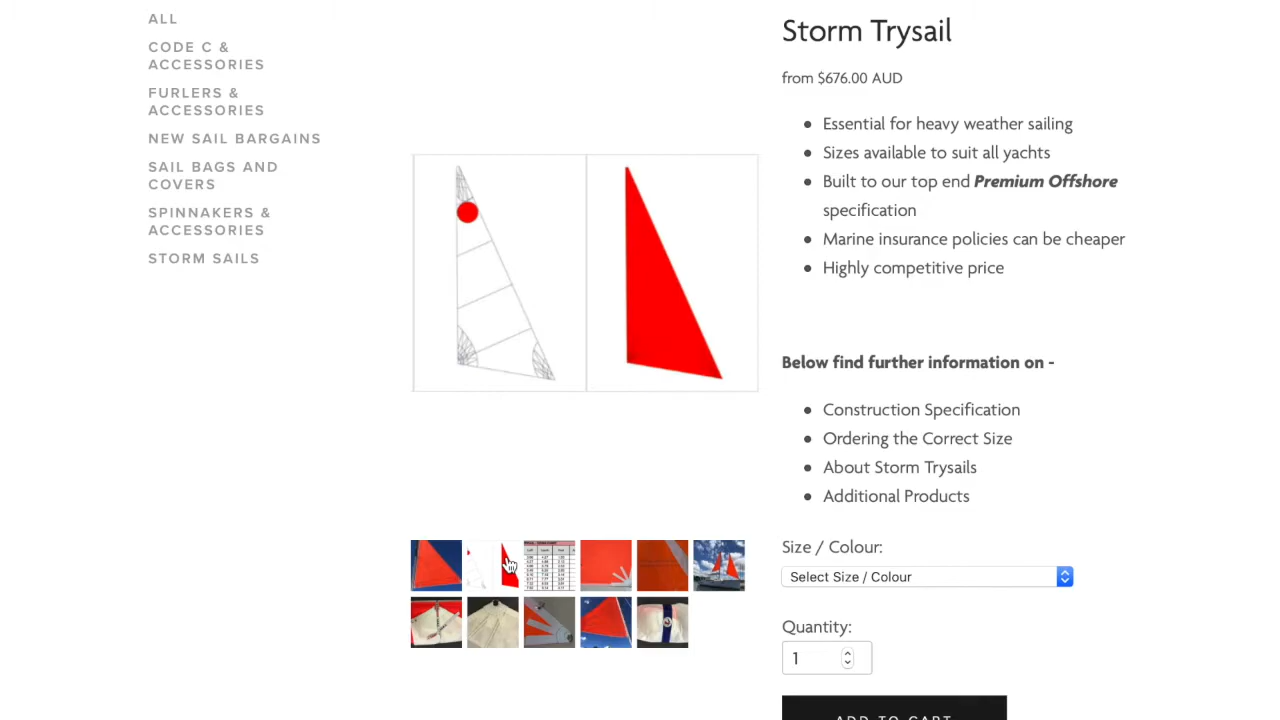 ALL
CODE C &
ACCESSORIES
FURLERS &
ACCESSORIES
NEW SAIL BARGAINS
SAIL BAGS AND
COVERS
SPINNAKERS &
ACCESSORIES
STORM SAILS
Storm Trysail
from $676.00 AUD
Essential for heavy weather sailing
Sizes available to suit all yachts
Built to our top end Premium Offshore
specification
Marine insurance policies can be cheaper
Highly competitive price
Below find further information on -
Construction Specification
Ordering the Correct Size
About Storm Trysails
Additional Products
Size / Colour:
Select Size / Colour
Quantity:
1
ADD TO CART